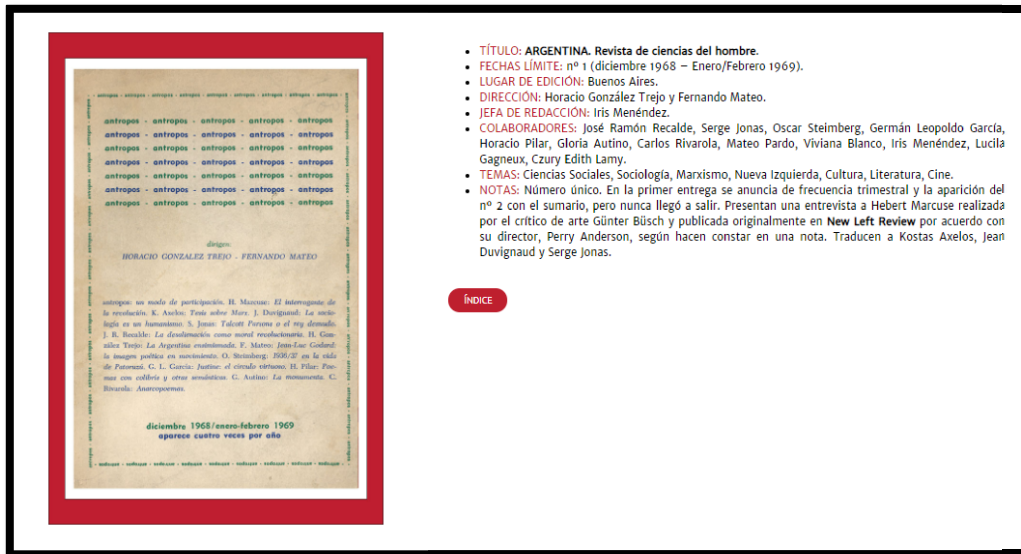 antropos - antropos - antropos - antropos - antropos
antropos - antropos - antropos - antropos - antropos
antropos - antropos - antropos - antropos - antropos
antropos - antropos - antropos - antropos - antropos
antropos - antropos - antropos - antropos - antropos
antropos - antropos - antropos - antropos - antropos
antropos - antropos - antropos - antropos - antropos
dirigen:
HORACIO GONZALEZ TREJO - FERNANDO MATEO
antropos: un modo de participación. H. Marcuse: El interrogante de
la revolución. K. Axelos: Tesis sobre Marx. J. Duvignaud: La socio-
logía es un humanismo. S. Jonas: Talcott Parsons o el rey desnudo.
J. R. Recalde: La desalienación como moral revolucionaria. H. Gon-
zález Trejo: La Argentina ensimismada. F. Mateo: Jean-Luc Godard:
la imagen poética en movimiento. O. Steimberg: 1936/37 en la vida
de Patoruzú. G. L. García: Justine: el círculo virtuoso. H. Pilar: Poe-
mas con colibrís y otras semánticas. G. Autino: La monumenta. C.
Rivarola: Anarcopoemas.
diciembre 1968/enero-febrero 1969
aparece cuatro veces por año
• TÍTULO: ARGENTINA. Revista de ciencias del hombre.
• FECHAS LÍMITE: nº 1 (diciembre 1968 – Enero/Febrero 1969).
• LUGAR DE EDICIÓN: Buenos Aires.
• DIRECCIÓN: Horacio González Trejo y Fernando Mateo.
• JEFA DE REDACCIÓN: Iris Menéndez.
• COLABORADORES: José Ramón Recalde, Serge Jonas, Oscar Steimberg, Germán Leopoldo García,
Horacio Pilar, Gloria Autino, Carlos Rivarola, Mateo Pardo, Viviana Blanco, Iris Menéndez, Lucila
Gagneux, Czury Edith Lamy.
• TEMAS: Ciencias Sociales, Sociología, Marxismo, Nueva Izquierda, Cultura, Literatura, Cine.
• NOTAS: Número único. En la primer entrega se anuncia de frecuencia trimestral y la aparición del
nº 2 con el sumario, pero nunca llegó a salir. Presentan una entrevista a Hebert Marcuse realizada
por el crítico de arte Günter Büsch y publicada originalmente en New Left Review por acuerdo con
su director, Perry Anderson, según hacen constar en una nota. Traducen a Kostas Axelos, Jean
Duvignaud y Serge Jonas.
ÍNDICE